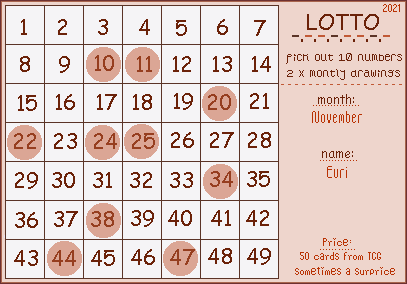 2021
LOTTO
pick out 10 numbers
2 x montly drawings
month:
November
name:
Euri
Price:
50 cards from TCG
sometimes a surprice
1 2 3 4 5 6 7
8 9 10 11 12 13 14
15 16 17 18 19 20 21
22 23 24 25 26 27 28
29 30 31 32 33 34 35
36 37 38 39 40 41 42
43 44 45 46 47 48 49